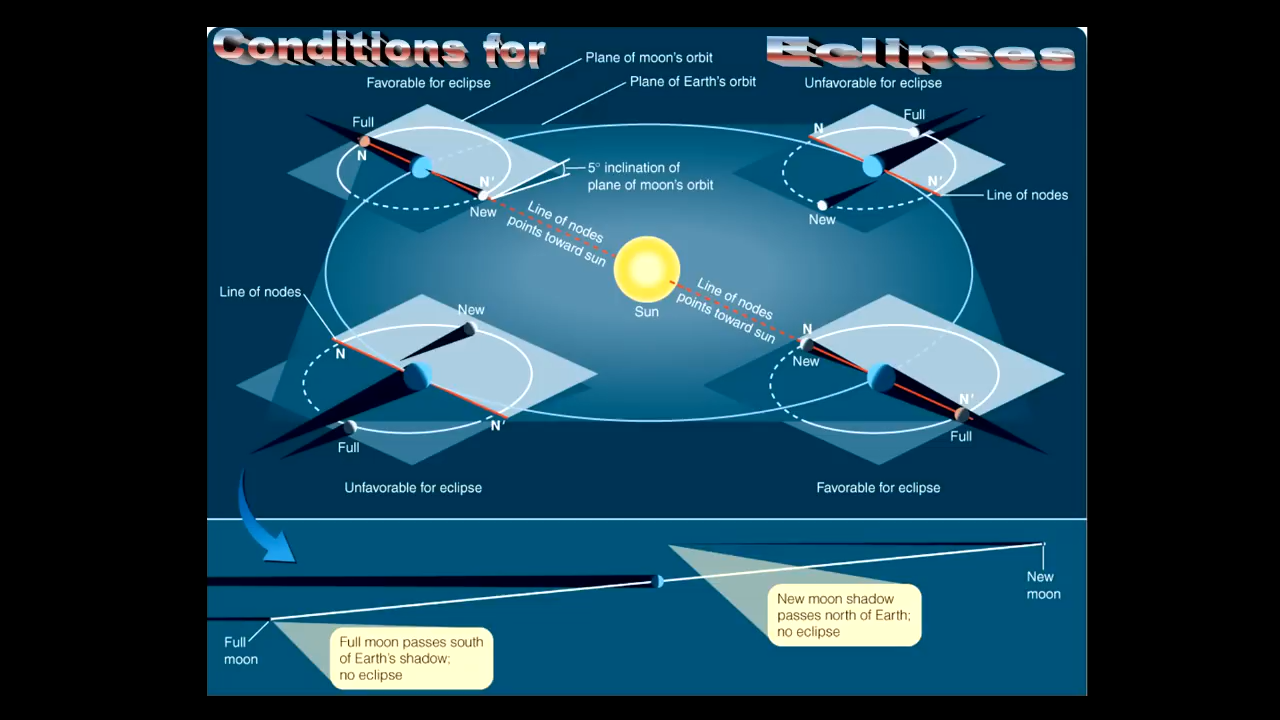 Conditions for Eclipses
Plane of moon's orbit
Favorable for eclipse
Plane of Earth's orbit
Unfavorable for eclipse
Full
N
N'
New
5° inclination of
plane of moon's orbit
Full
N
N'
New
Line of nodes
Line of nodes
points toward sun
Sun
Line of nodes
points toward sun
Line of nodes
New
N
N'
Full
Unfavorable for eclipse
N
New
N'
Full
Favorable for eclipse
New
moon
New moon shadow
passes north of Earth;
no eclipse
Full
moon
Full moon passes south
of Earth's shadow;
no eclipse